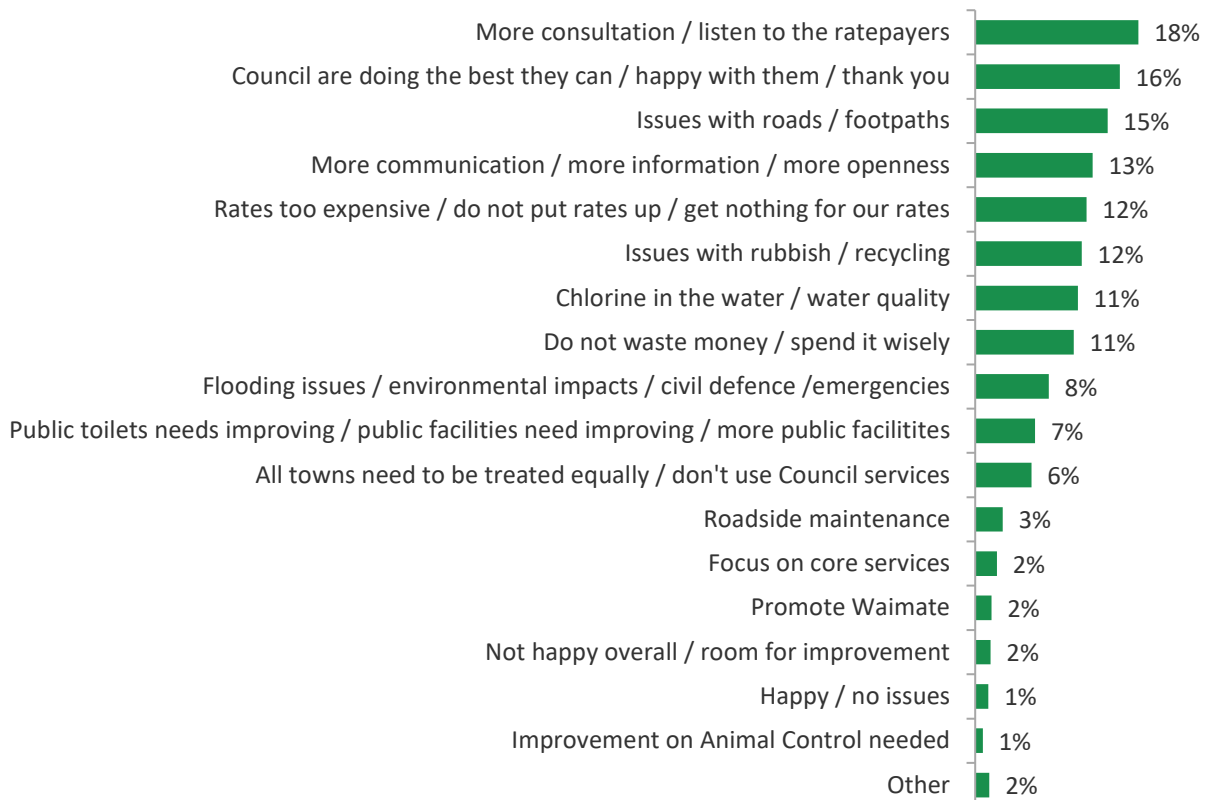 More consultation / listen to the ratepayers 18%
Council are doing the best they can / happy with them / thank you 16%
Issues with roads / footpaths 15%
More communication / more information / more openness 13%
Rates too expensive / do not put rates up / get nothing for our rates 12%
Issues with rubbish / recycling 12%
Chlorine in the water / water quality 11%
Do not waste money / spend it wisely 11%
Flooding issues / environmental impacts / civil defence /emergencies 8%
Public toilets needs improving / public facilities need improving / more public facilitites 7%
All towns need to be treated equally / don't use Council services 6%
Roadside maintenance 3%
Focus on core services 2%
Promote Waimate 2%
Not happy overall / room for improvement 2%
Happy / no issues 1%
Improvement on Animal Control needed 1%
Other 2%